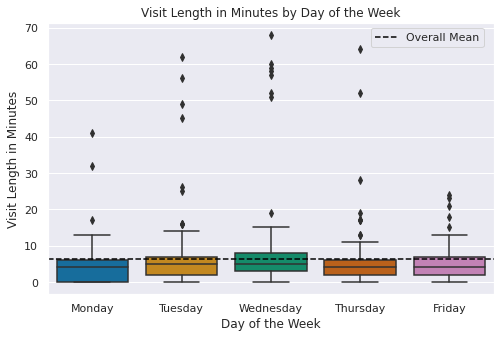 Visit Length in Minutes by Day of the Week
Overall Mean
Visit Length in Minutes
70
60
50
40
30
20
10
0
Monday Tuesday Wednesday Thursday Friday
Day of the Week